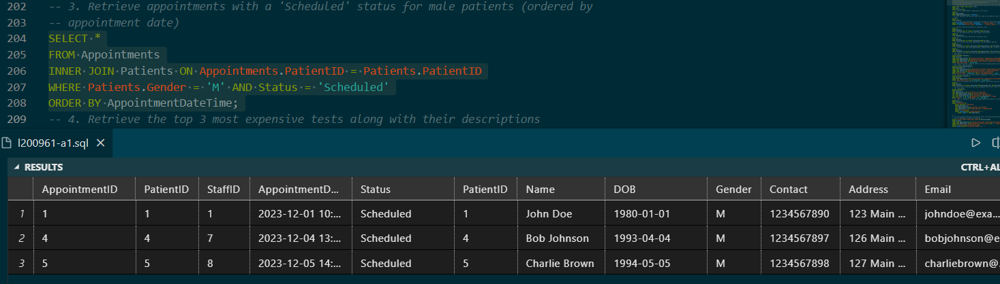 202 -- 3. Retrieve appointments with a 'Scheduled' status for male patients (ordered by
203 -- appointment date)
204 SELECT *
205 FROM Appointments
206 INNER JOIN Patients ON Appointments.PatientID = Patients.PatientID
207 WHERE Patients.Gender = 'M' AND Status = 'Scheduled'
208 ORDER BY AppointmentDateTime;
209 -- 4. Retrieve the top 3 most expensive tests along with their descriptions
l200961-a1.sql
RESULTS CTRL+AL
AppointmentID PatientID StaffID AppointmentD... Status PatientID Name DOB Gender Contact Address Email
1 1 1 1 2023-12-01 10:... Scheduled 1 John Doe 1980-01-01 M 1234567890 123 Main ... johndoe@exa...
2 4 4 7 2023-12-04 13:... Scheduled 4 Bob Johnson 1993-04-04 M 1234567897 126 Main ... bobjohnson@e
3 5 5 8 2023-12-05 14:... Scheduled 5 Charlie Brown 1994-05-05 M 1234567898 127 Main ... charliebrown@.